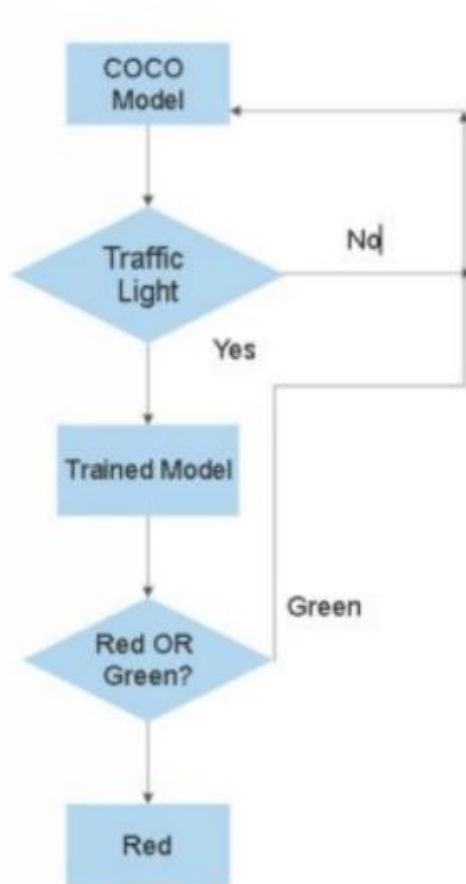 COCO
Model
Traffic
Light
No
Yes
Trained Model
Green
Red OR
Green?
Red